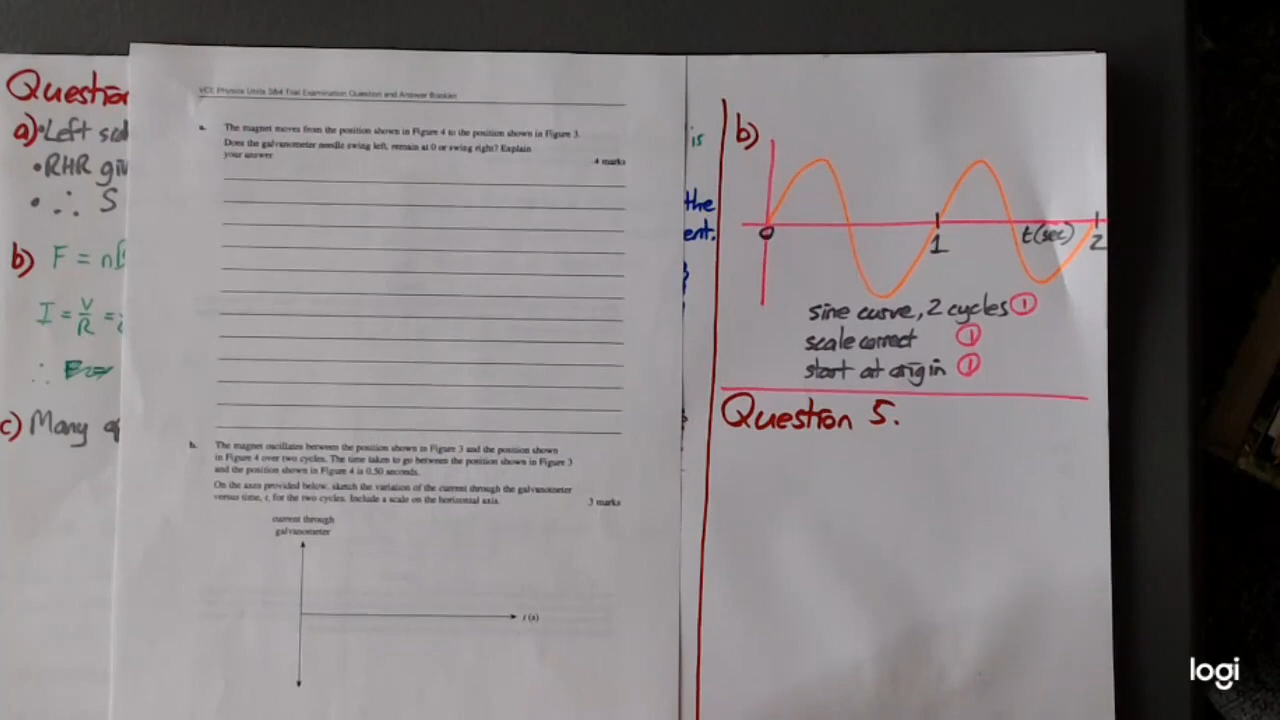 Question
a) • Left
• RHR
• ∴ S
b) F =
I = V/R =
∴
c) Many
VCE Physics Units 3&4 Trial Examination Question and Answer Booklet
a. The magnet moves from the position shown in Figure 4 to the position shown in Figure 3.
Does the galvanometer needle swing left, remain at 0 or swing right? Explain
your answer. 4 marks
b. The magnet oscillates between the position shown in Figure 3 and the position shown
in Figure 4 over two cycles. The time taken to go between the position shown in Figure 3
and the position shown in Figure 4 is 0.50 seconds.
On the axes provided below, sketch the variation of the current through the galvanometer
versus time, t, for the two cycles. Include a scale on the horizontal axis. 3 marks
current through
galvanometer
t (s)
is
the
ent.
b)
0
1
t(sec)
2
sine curve, 2 cycles 1
scale correct 1
start at origin 1
Question 5.
logi